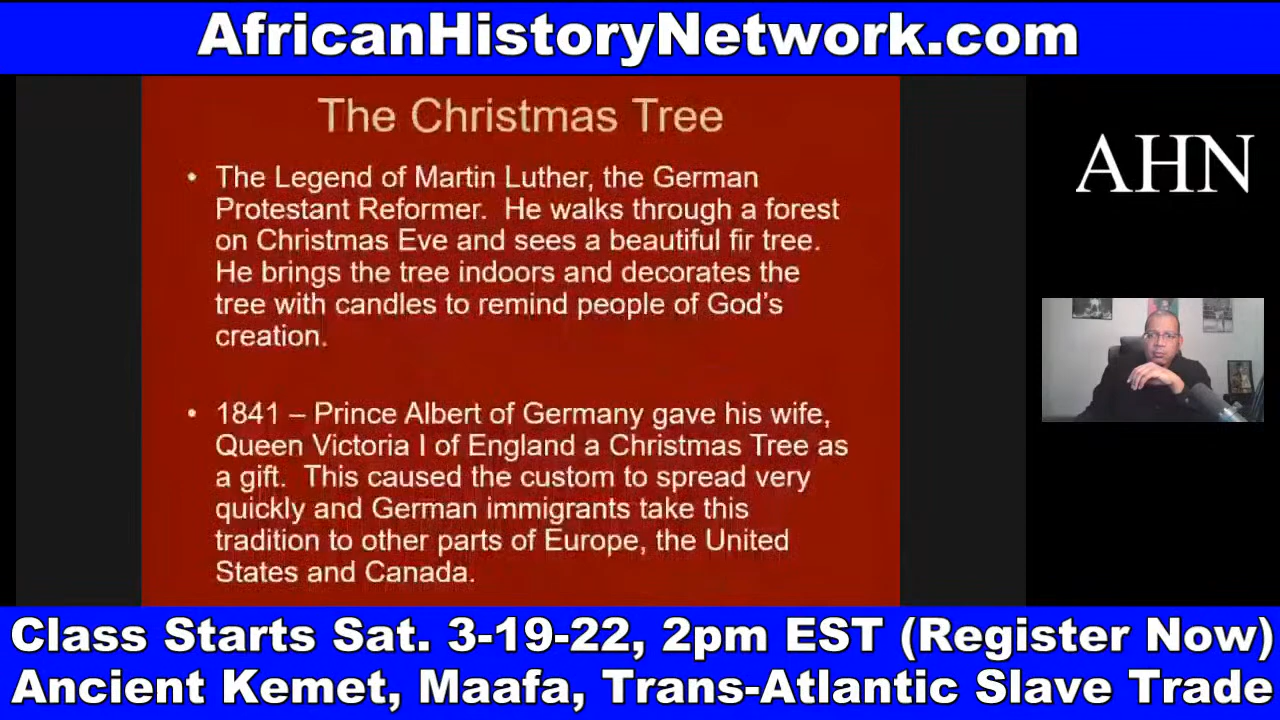 AfricanHistoryNetwork.com
The Christmas Tree
• The Legend of Martin Luther, the German
Protestant Reformer.  He walks through a forest
on Christmas Eve and sees a beautiful fir tree.
He brings the tree indoors and decorates the
tree with candles to remind people of God's
creation.
• 1841 – Prince Albert of Germany gave his wife,
Queen Victoria I of England a Christmas Tree as
a gift.  This caused the custom to spread very
quickly and German immigrants take this
tradition to other parts of Europe, the United
States and Canada.
AHN
Class Starts Sat. 3-19-22, 2pm EST (Register Now)
Ancient Kemet, Maafa, Trans-Atlantic Slave Trade